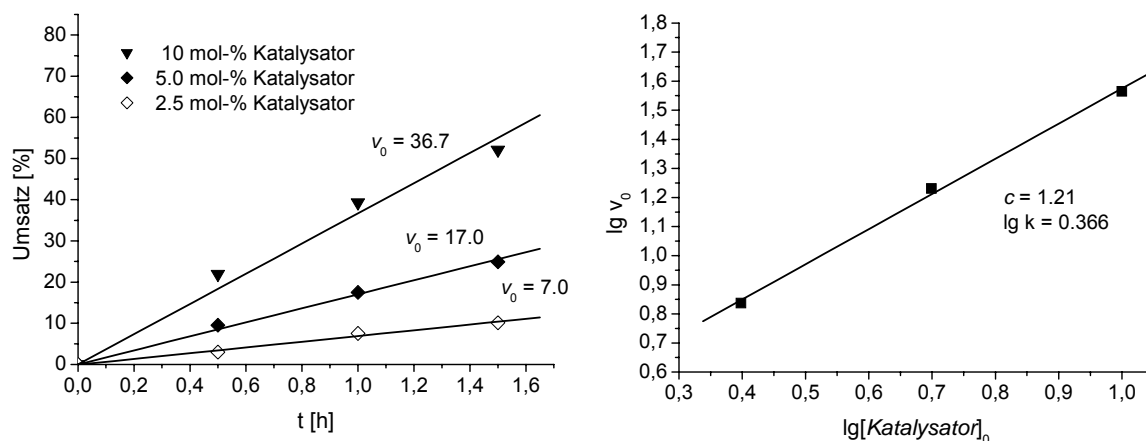 80
70
60
50
40
30
20
10
0
Umsatz [%]
10 mol-% Katalysator
5.0 mol-% Katalysator
2.5 mol-% Katalysator
v₀ = 36.7
v₀ = 17.0
v₀ = 7.0
0,0 0,2 0,4 0,6 0,8 1,0 1,2 1,4 1,6
t [h]
1,8
1,7
1,6
1,5
1,4
1,3
1,2
1,1
1,0
0,9
0,8
0,7
0,6
lg v₀
c = 1.21
lg k = 0.366
0,3 0,4 0,5 0,6 0,7 0,8 0,9 1,0
lg[Katalysator]₀